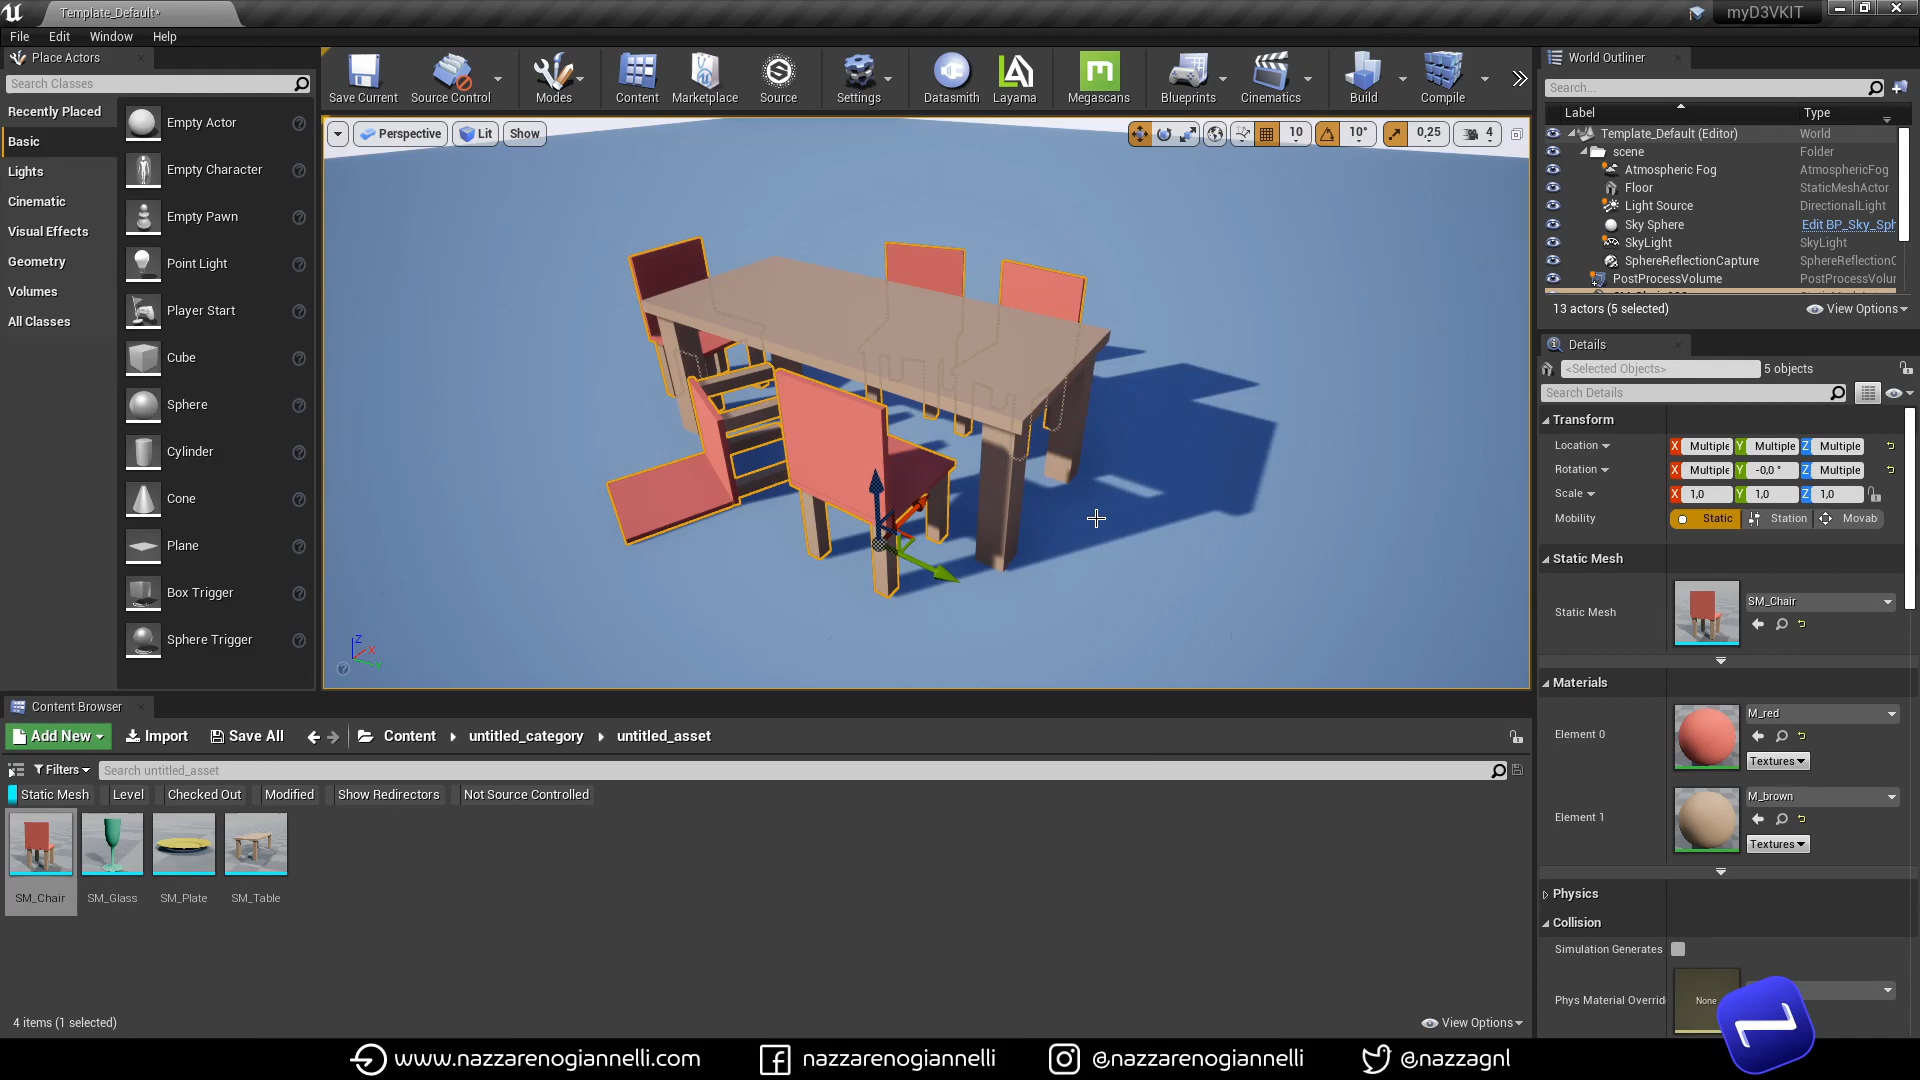 Template_Default*
myD3VKIT
File Edit Window Help
Place Actors
Search Classes
Recently Placed
Basic
Lights
Cinematic
Visual Effects
Geometry
Volumes
All Classes
Empty Actor
Empty Character
Empty Pawn
Point Light
Player Start
Cube
Sphere
Cylinder
Cone
Plane
Box Trigger
Sphere Trigger
Save Current Source Control Modes Content Marketplace Source Settings Datasmith Layama Megascans Blueprints Cinematics Build Compile
Perspective Lit Show
10 10° 0,25 4
Z
X
Y
World Outliner
Search...
Label Type
Template_Default (Editor) World
scene Folder
Atmospheric Fog AtmosphericFog
Floor StaticMeshActor
Light Source DirectionalLight
Sky Sphere Edit BP_Sky_Sph
SkyLight SkyLight
SphereReflectionCapture SphereReflectionC
PostProcessVolume PostProcessVolur
13 actors (5 selected) View Options
Details
<Selected Objects> 5 objects
Search Details
Transform
Location X Multiple Y Multiple Z Multiple
Rotation X Multiple Y -0,0 ° Z Multiple
Scale X 1,0 Y 1,0 Z 1,0
Mobility Static Station Movab
Static Mesh
Static Mesh SM_Chair
Materials
Element 0 M_red
Textures
Element 1 M_brown
Textures
Physics
Collision
Simulation Generates
Phys Material Overrid None
Content Browser
Add New Import Save All Content untitled_category untitled_asset
Filters Search untitled_asset
Static Mesh Level Checked Out Modified Show Redirectors Not Source Controlled
SM_Chair SM_Glass SM_Plate SM_Table
4 items (1 selected) View Options
www.nazzarenogiannelli.com nazzarenogiannelli @nazzarenogiannelli @nazzagnl